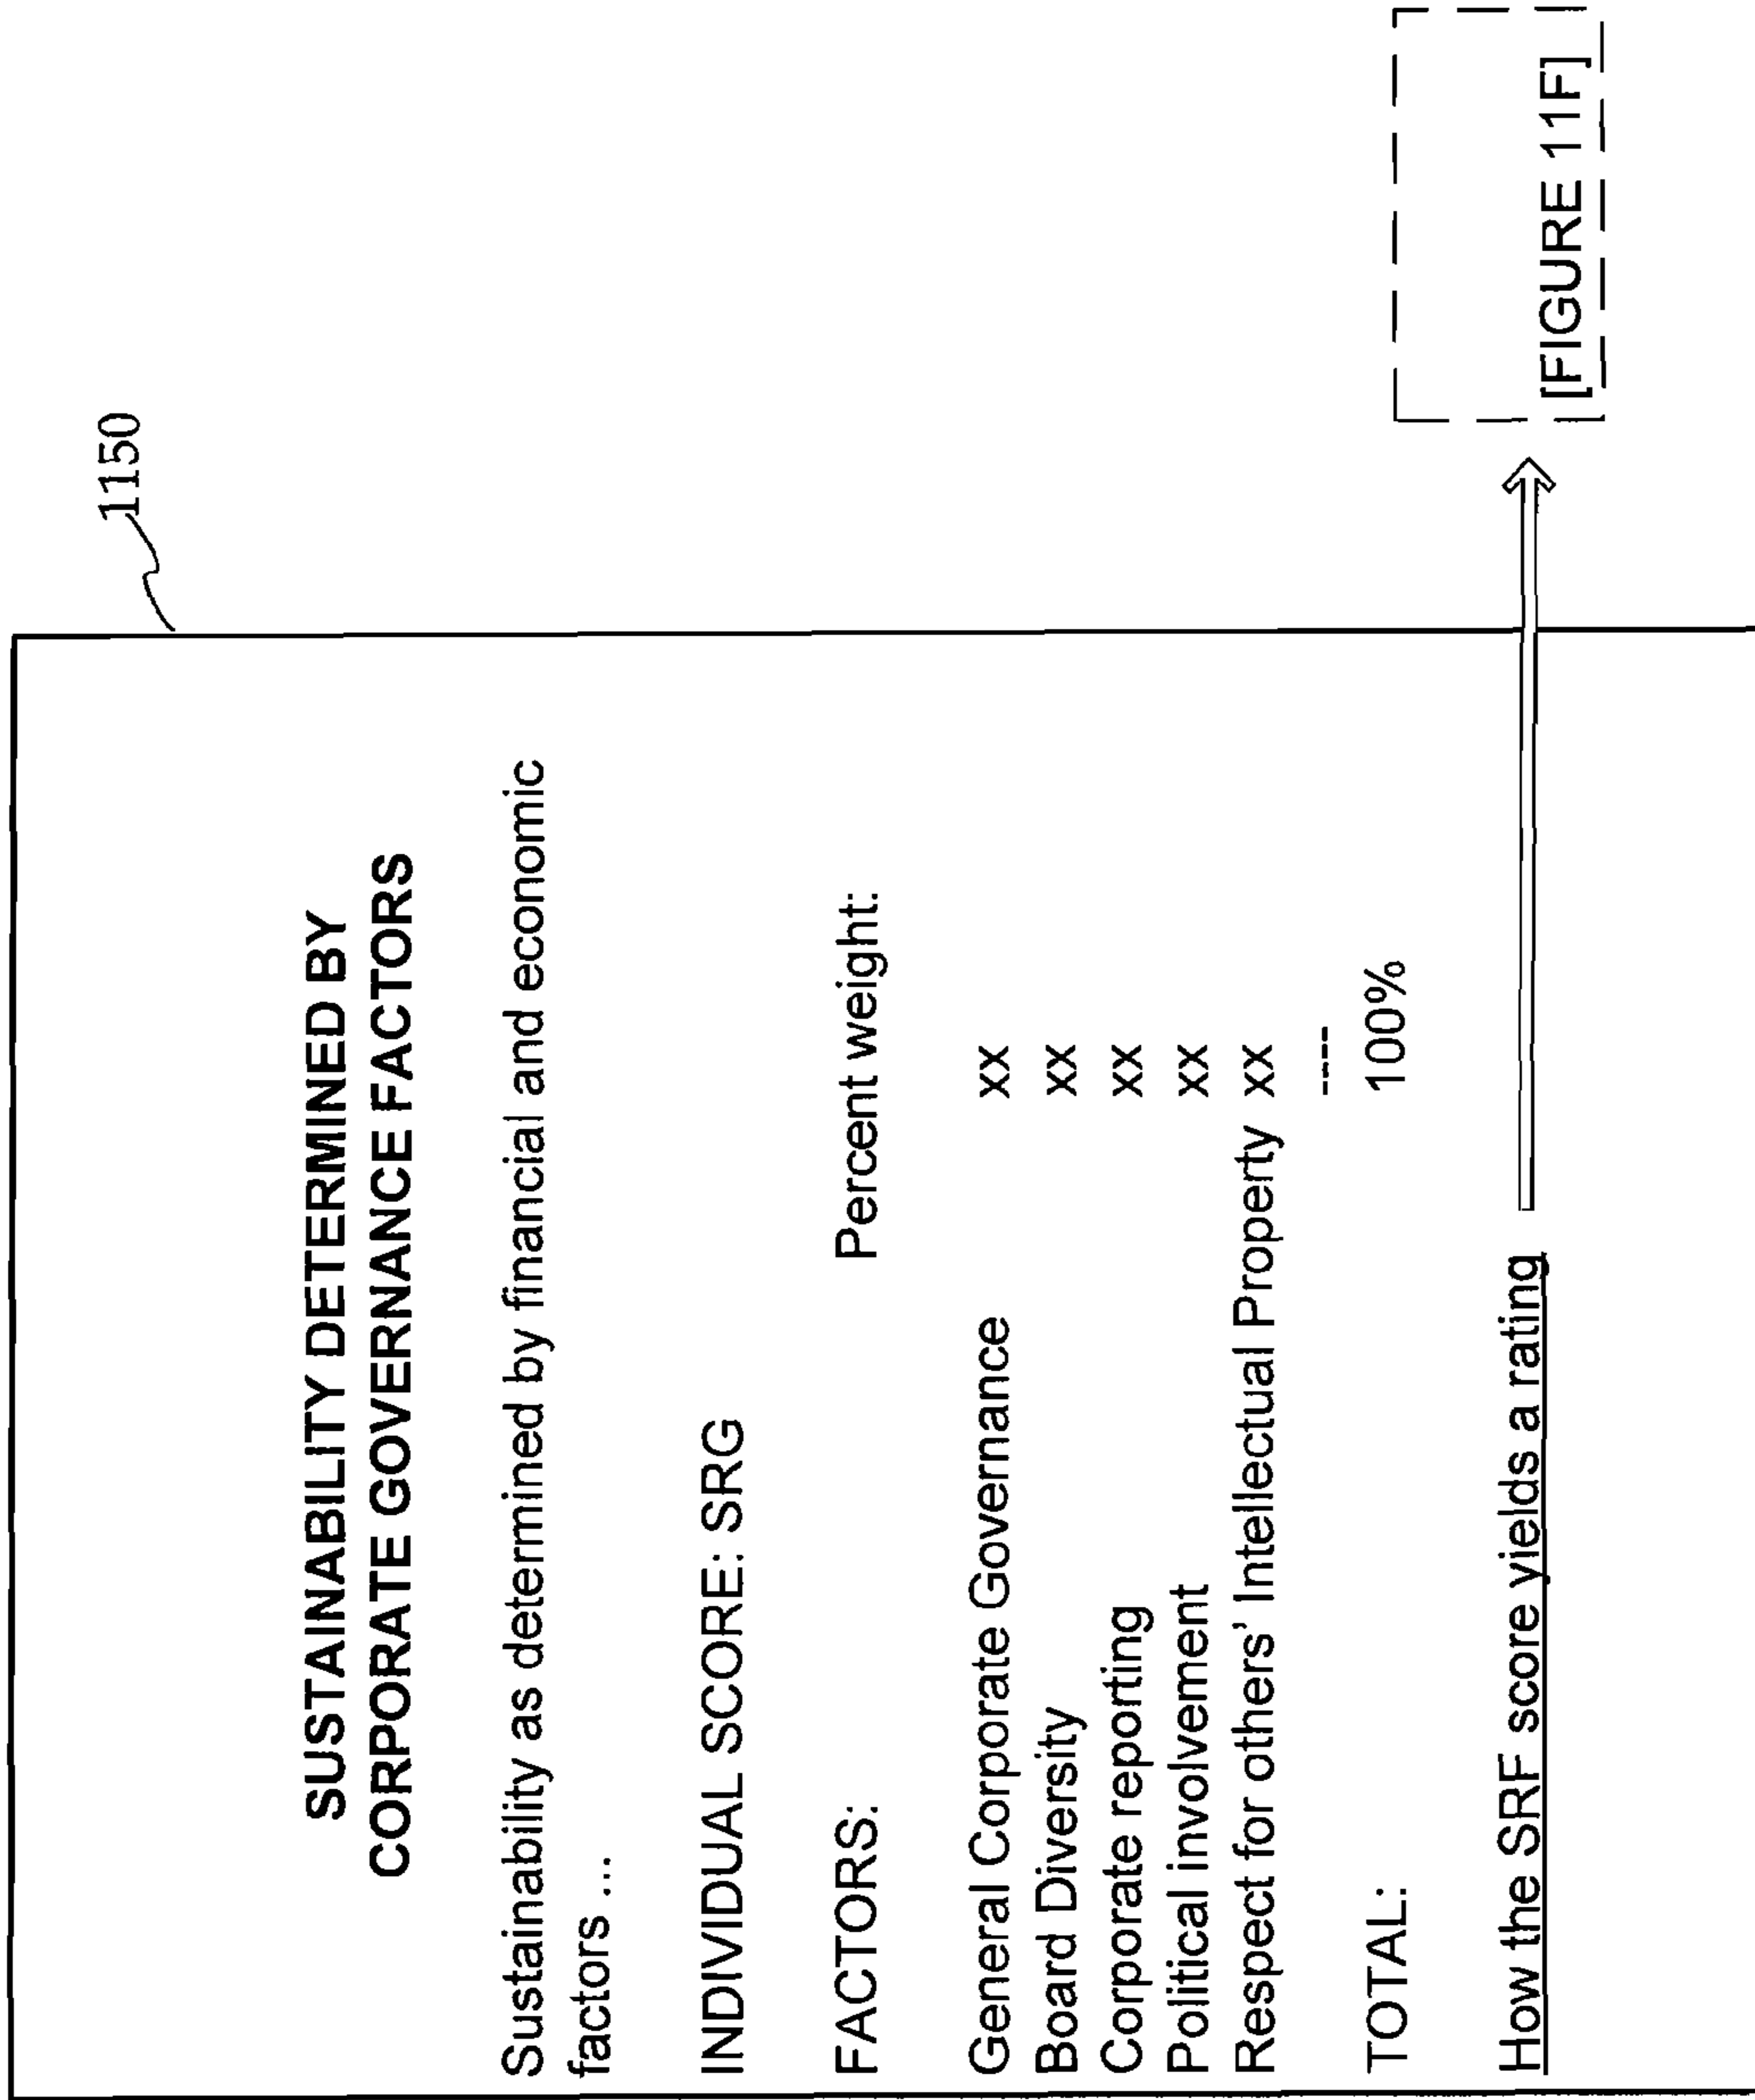 1150
SUSTAINABILITY DETERMINED BY
CORPORATE GOVERNANCE FACTORS
Sustainability as determined by financial and economic
factors ...
INDIVIDUAL SCORE: SRG
FACTORS: Percent weight:
General Corporate Governance xx
Board Diversity xx
Corporate reporting xx
Political involvement xx
Respect for others' Intellectual Property xx
----
TOTAL: 100%
How the SRF score yields a rating
[FIGURE 11F]